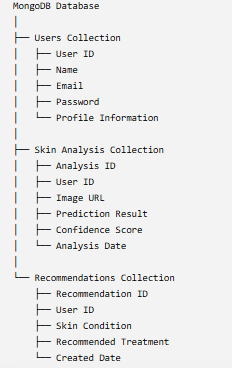 MongoDB Database
│
├── Users Collection
│   ├── User ID
│   ├── Name
│   ├── Email
│   ├── Password
│   └── Profile Information
│
├── Skin Analysis Collection
│   ├── Analysis ID
│   ├── User ID
│   ├── Image URL
│   ├── Prediction Result
│   ├── Confidence Score
│   └── Analysis Date
│
└── Recommendations Collection
    ├── Recommendation ID
    ├── User ID
    ├── Skin Condition
    ├── Recommended Treatment
    └── Created Date